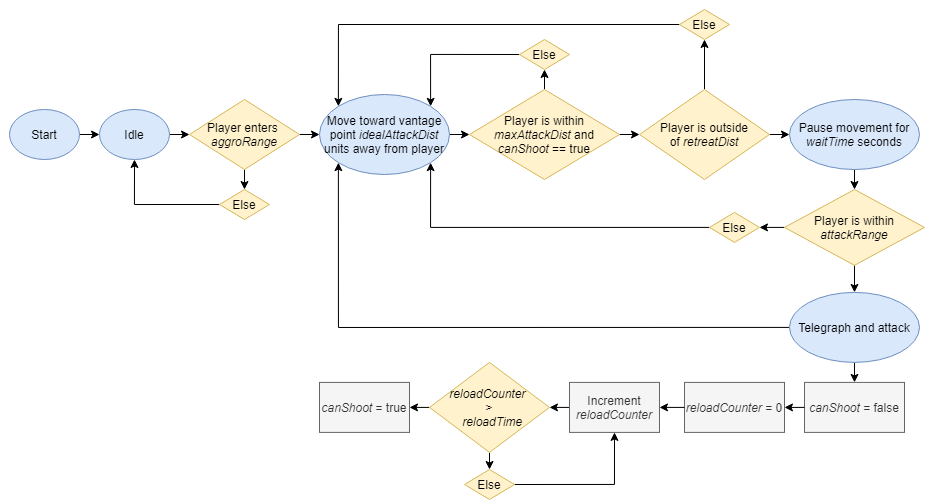 Else
Else
Start
Idle
Player enters
aggroRange
Move toward vantage
point idealAttackDist
units away from player
Player is within
maxAttackDist and
canShoot == true
Player is outside
of retreatDist
Pause movement for
waitTime seconds
Else
Else
Player is within
attackRange
Telegraph and attack
canShoot = true
reloadCounter
>
reloadTime
Increment
reloadCounter
reloadCounter = 0
canShoot = false
Else